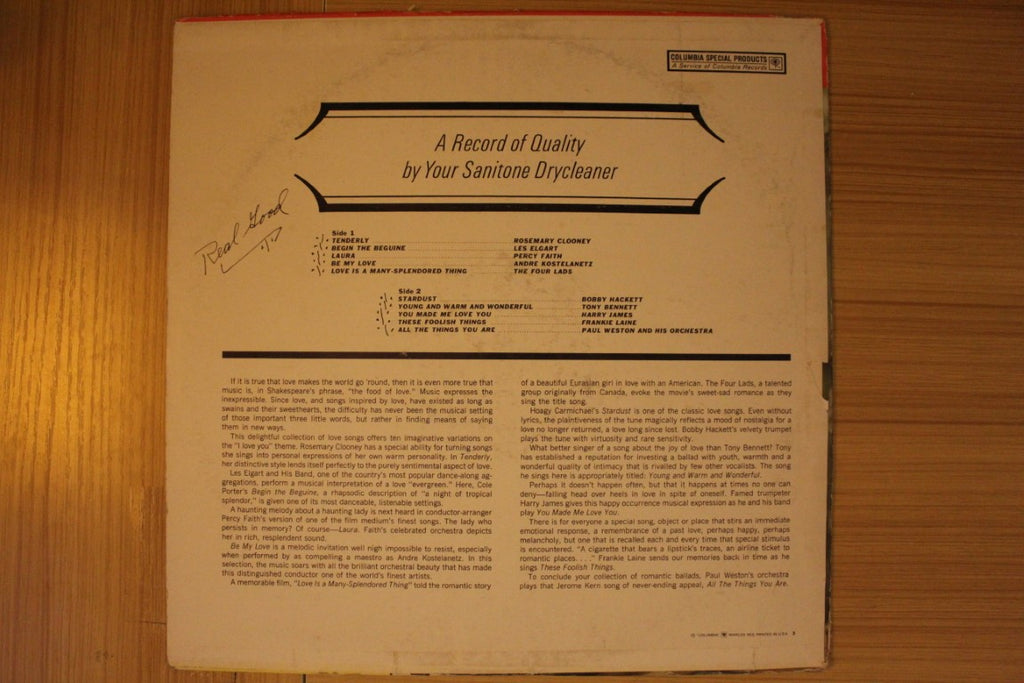 COLUMBIA SPECIAL PRODUCTS
A Service of Columbia Records
A Record of Quality
by Your Sanitone Drycleaner
Real Good
Side 1
TENDERLY ROSEMARY CLOONEY
BEGIN THE BEGUINE LES ELGART
LAURA PERCY FAITH
BE MY LOVE ANDRE KOSTELANETZ
LOVE IS A MANY-SPLENDORED THING THE FOUR LADS
Side 2
STARDUST BOBBY HACKETT
YOUNG AND WARM AND WONDERFUL TONY BENNETT
YOU MADE ME LOVE YOU HARRY JAMES
THESE FOOLISH THINGS FRANKIE LAINE
ALL THE THINGS YOU ARE PAUL WESTON AND HIS ORCHESTRA
If it is true that love makes the world go 'round, then it is even more true that
music is, in Shakespeare's phrase, "the food of love." Music expresses the
inexpressible. Since love, and songs inspired by love, have existed as long as
swains and their sweethearts, the difficulty has never been the musical setting
of those important three little words, but rather in finding means of saying
them in new ways.
This delightful collection of love songs offers ten imaginative variations on
the "I love you" theme. Rosemary Clooney has a special ability for turning songs
she sings into personal expressions of her own warm personality. In Tenderly,
her distinctive style lends itself perfectly to the purely sentimental aspect of love.
Les Elgart and His Band, one of the country's most popular dance-along ag-
gregations, perform a musical interpretation of a love "evergreen." Here, Cole
Porter's Begin the Beguine, a rhapsodic description of "a night of tropical
splendor," is given one of its most danceable, listenable settings.
A haunting melody about a haunting lady is next heard in conductor-arranger
Percy Faith's version of one of the film medium's finest songs. The lady who
persists in memory? Of course—Laura. Faith's celebrated orchestra depicts
her in rich, resplendent sound.
Be My Love is a melodic invitation well nigh impossible to resist, especially
when performed by as compelling a maestro as Andre Kostelanetz. In this
selection, the music soars with all the brilliant orchestral beauty that has made
this distinguished conductor one of the world's finest artists.
A memorable film, "Love Is a Many-Splendored Thing" told the romantic story
of a beautiful Eurasian girl in love with an American. The Four Lads, a talented
group originally from Canada, evoke the movie's sweet-sad romance as they
sing the title song.
Hoagy Carmichael's Stardust is one of the classic love songs. Even without
lyrics, the plaintiveness of the tune magically reflects a mood of nostalgia for a
love no longer returned, a love long since lost. Bobby Hackett's velvety trumpet
plays the tune with virtuosity and rare sensitivity.
What better singer of a song about the joy of love than Tony Bennett? Tony
has established a reputation for investing a ballad with youth, warmth and a
wonderful quality of intimacy that is rivalled by few other vocalists. The song
he sings here is appropriately titled: Young and Warm and Wonderful.
Perhaps it doesn't happen often, but that it happens at times no one can
deny—falling head over heels in love in spite of oneself. Famed trumpeter
Harry James gives this happy occurrence musical expression as he and his band
play You Made Me Love You.
There is for everyone a special song, object or place that stirs an immediate
emotional response, a remembrance of a past love, perhaps happy, perhaps
melancholy, but one that is recalled each and every time that special stimulus
is encountered. "A cigarette that bears a lipstick's traces, an airline ticket to
romantic places . . . " Frankie Laine sends our memories back in time as he
sings These Foolish Things.
To conclude your collection of romantic ballads, Paul Weston's orchestra
plays that Jerome Kern song of never-ending appeal, All The Things You Are.